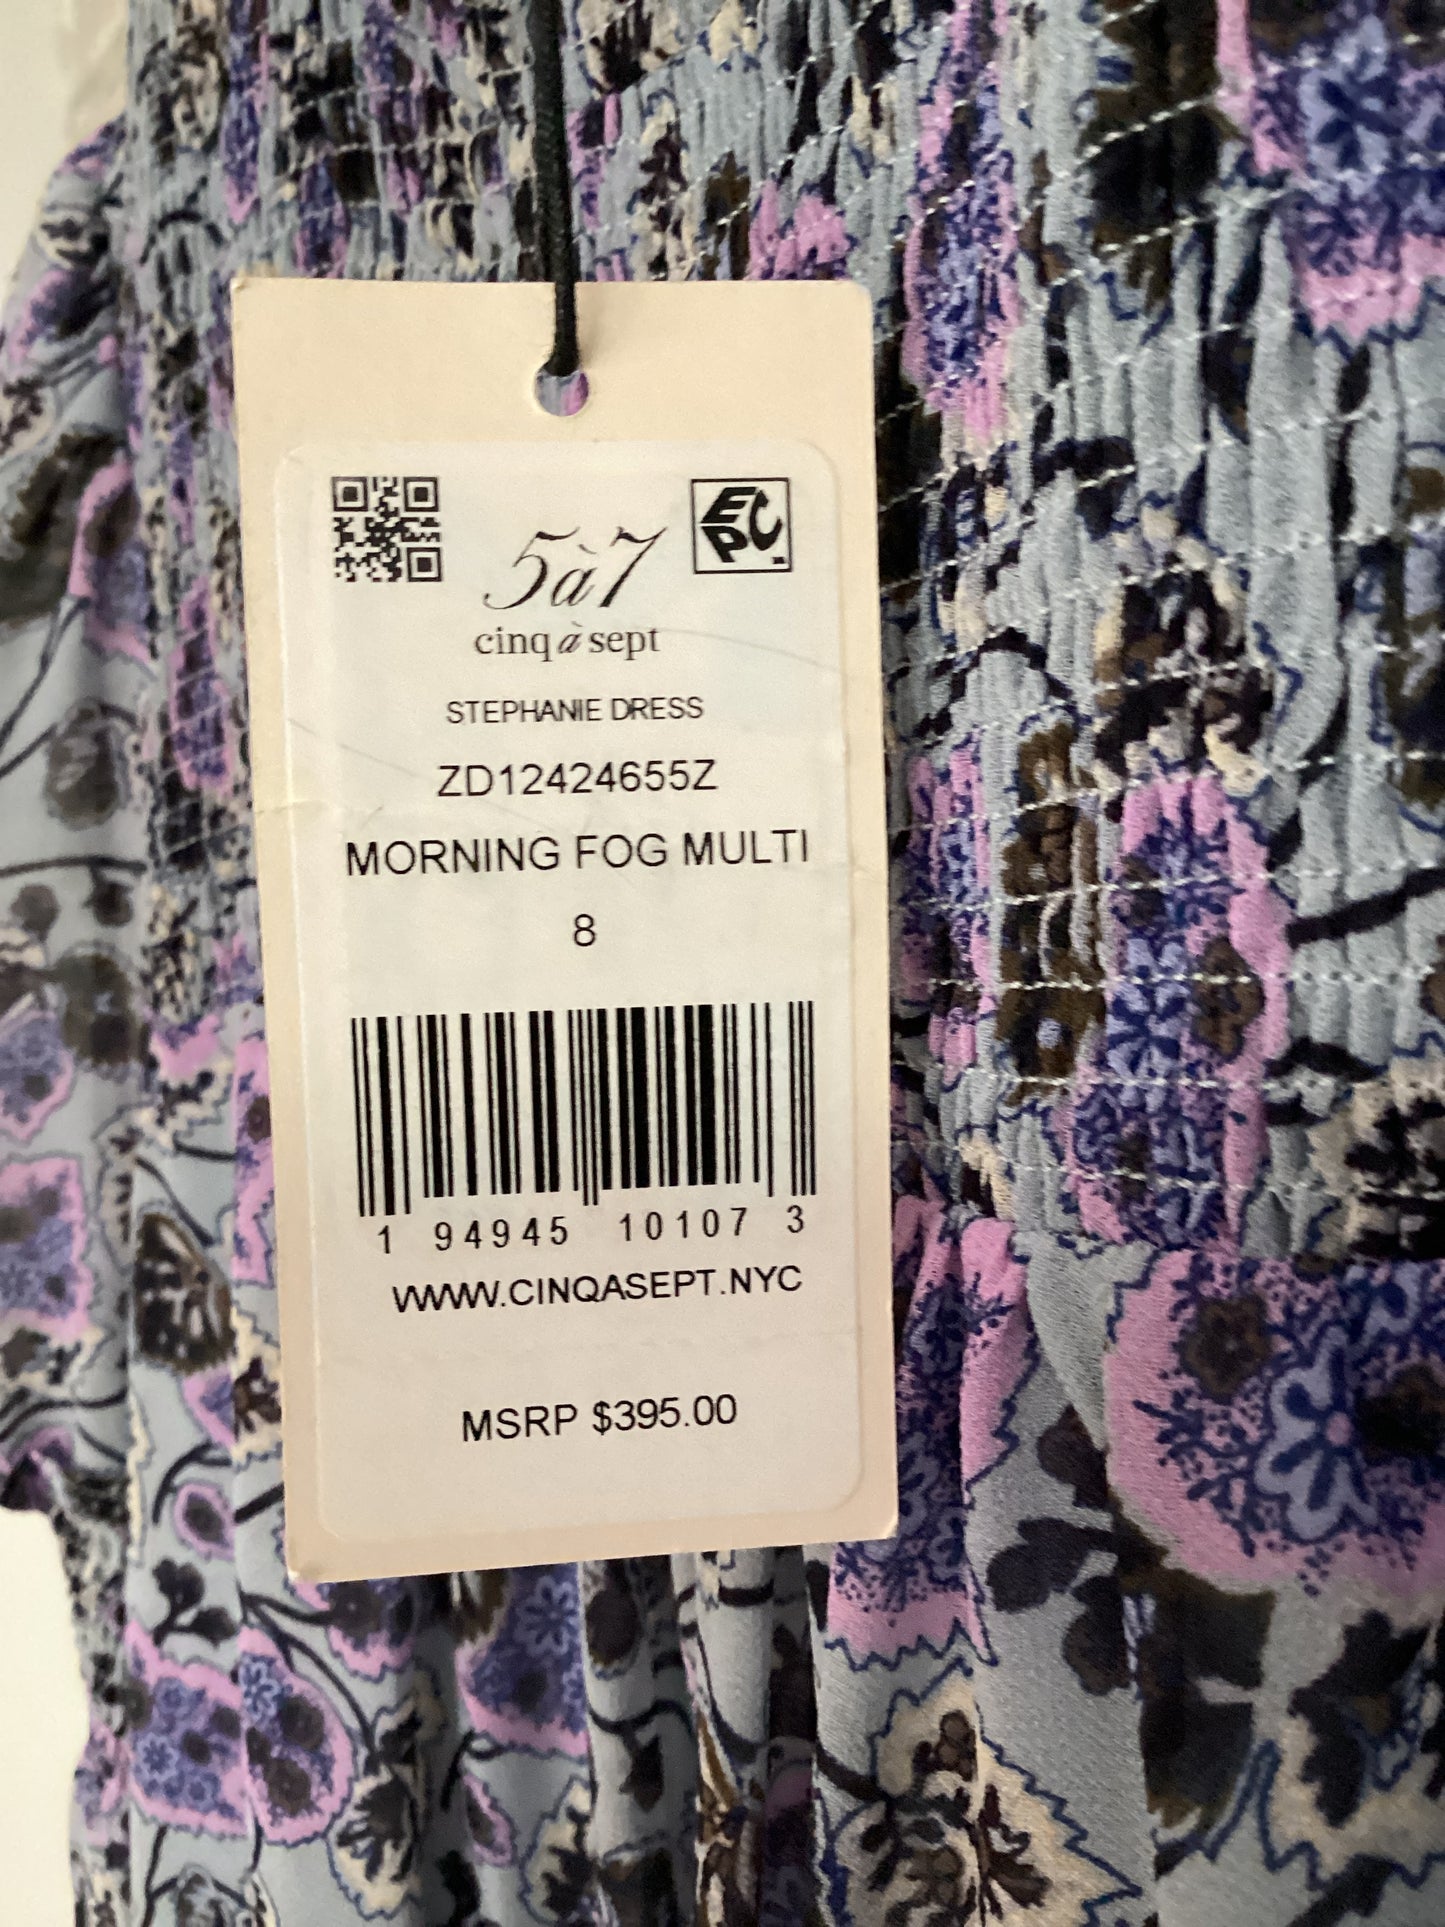 EPC
5à7
cinq à sept
STEPHANIE DRESS
ZD12424655Z
MORNING FOG MULTI
8
1 94945 10107 3
WWW.CINQASEPT.NYC
MSRP $395.00